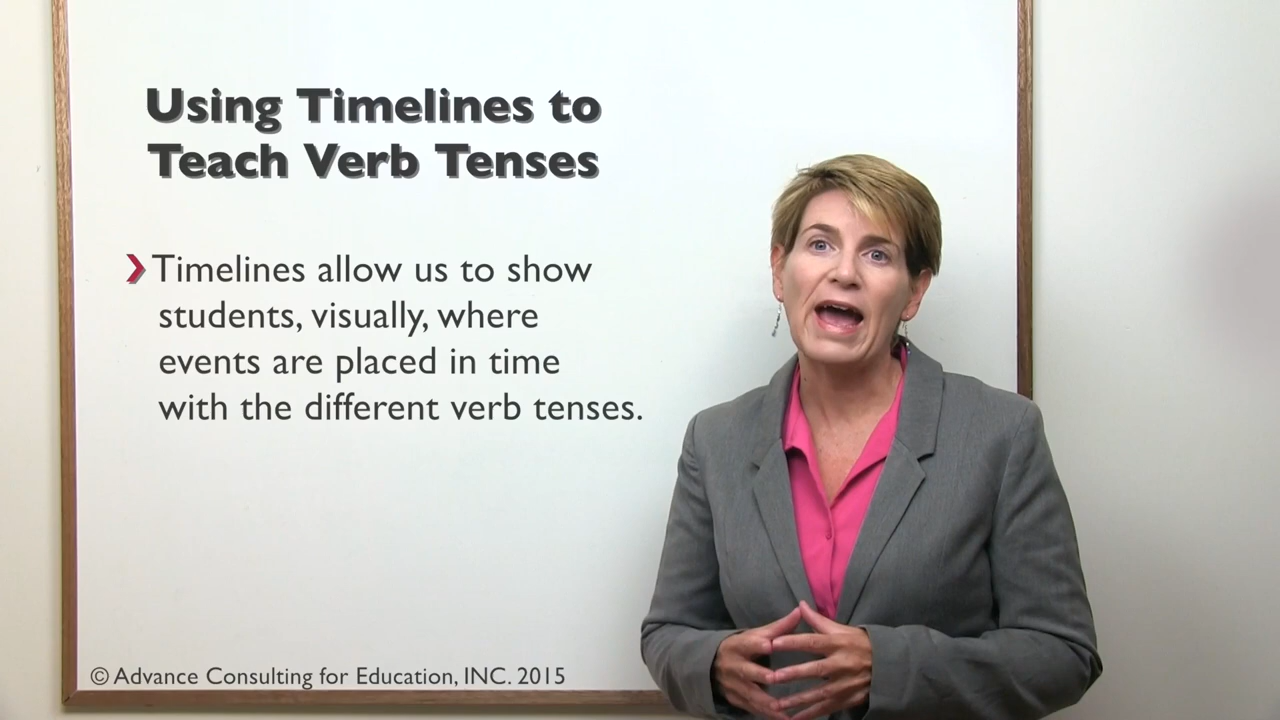 Using Timelines to
Teach Verb Tenses
Timelines allow us to show
students, visually, where
events are placed in time
with the different verb tenses.
© Advance Consulting for Education, INC. 2015